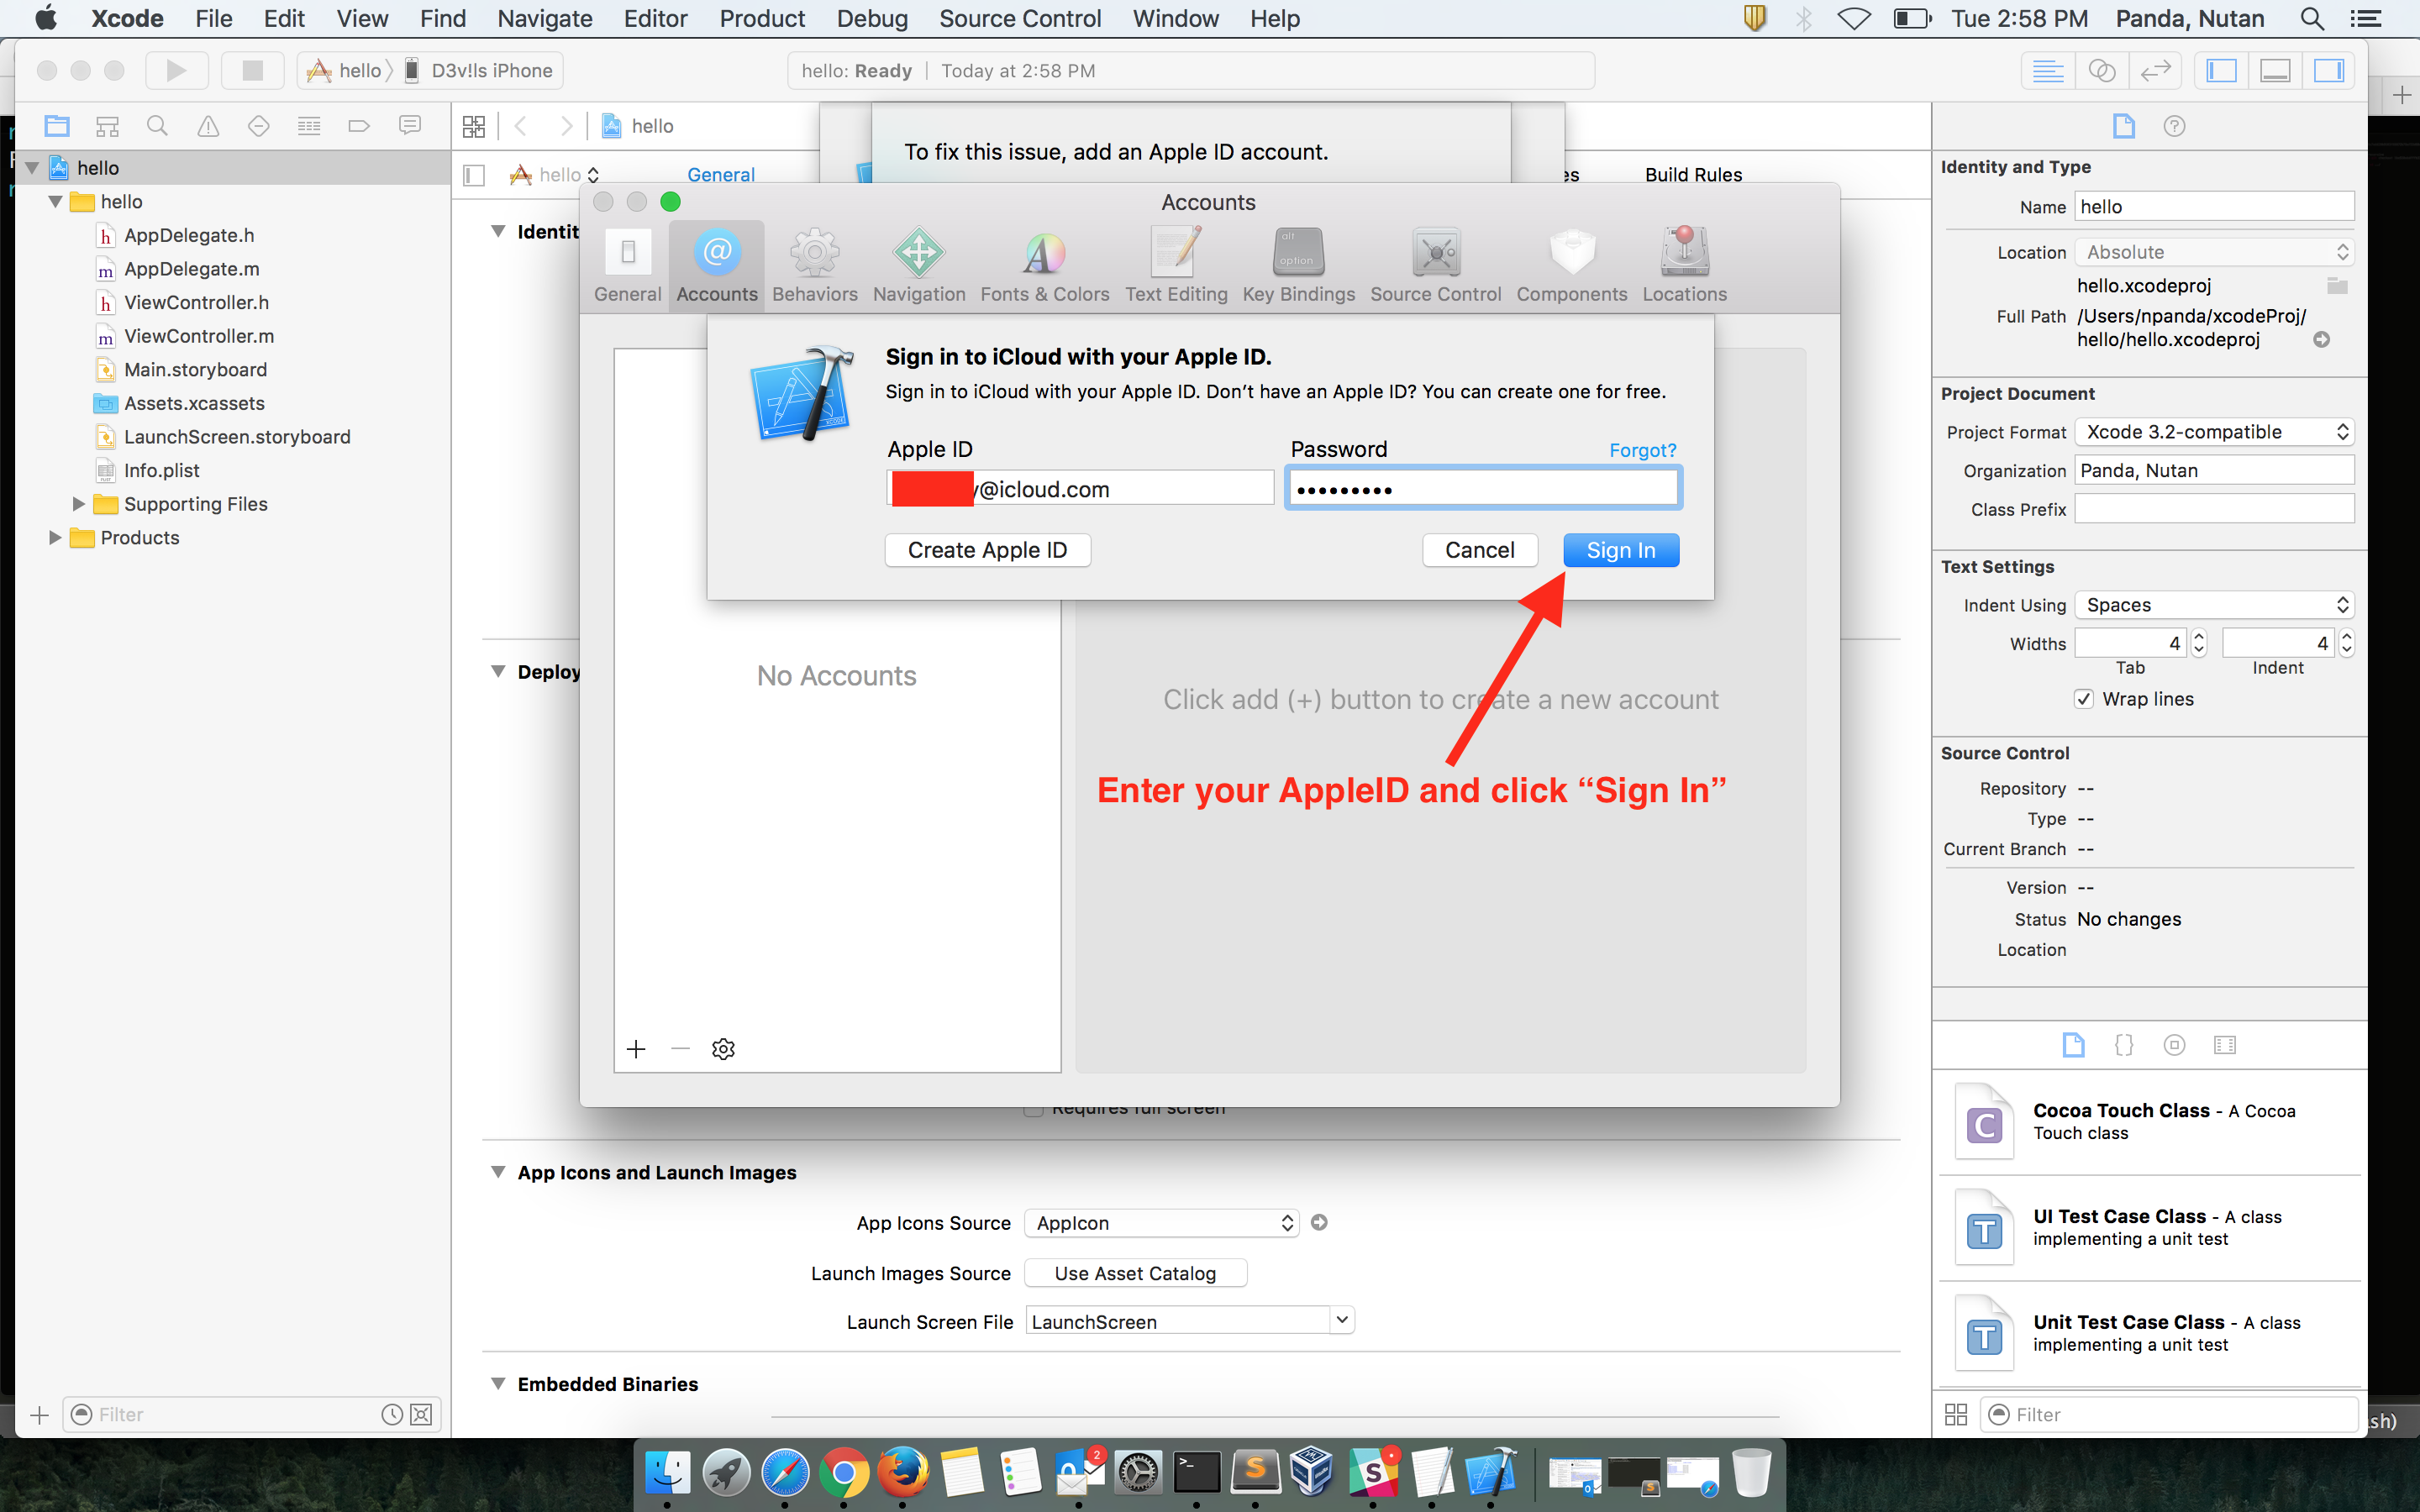 Xcode File Edit View Find Navigate Editor Product Debug Source Control Window Help Tue 2:58 PM Panda, Nutan
hello D3v!ls iPhone
hello: Ready Today at 2:58 PM
hello
hello
hello
AppDelegate.h
AppDelegate.m
ViewController.h
ViewController.m
Main.storyboard
Assets.xcassets
LaunchScreen.storyboard
Info.plist
Supporting Files
Products
Filter
hello General
Build Rules
To fix this issue, add an Apple ID account.
Accounts
General Accounts Behaviors Navigation Fonts & Colors Text Editing Key Bindings Source Control Components Locations
alt
option
Sign in to iCloud with your Apple ID.
Sign in to iCloud with your Apple ID. Don't have an Apple ID? You can create one for free.
Apple ID Password Forgot?
y@icloud.com •••••••••
Create Apple ID Cancel Sign In
No Accounts
Click add (+) button to create a new account
Enter your AppleID and click “Sign In”
Identit
Deploy
Requires full screen
App Icons and Launch Images
App Icons Source AppIcon
Launch Images Source Use Asset Catalog
Launch Screen File LaunchScreen
Embedded Binaries
Identity and Type
Name hello
Location Absolute
hello.xcodeproj
Full Path /Users/npanda/xcodeProj/
hello/hello.xcodeproj
Project Document
Project Format Xcode 3.2-compatible
Organization Panda, Nutan
Class Prefix
Text Settings
Indent Using Spaces
Widths 4 4
Tab Indent
Wrap lines
Source Control
Repository --
Type --
Current Branch --
Version --
Status No changes
Location
Cocoa Touch Class - A Cocoa
Touch class
UI Test Case Class - A class
implementing a unit test
Unit Test Case Class - A class
implementing a unit test
Filter
sh)
2